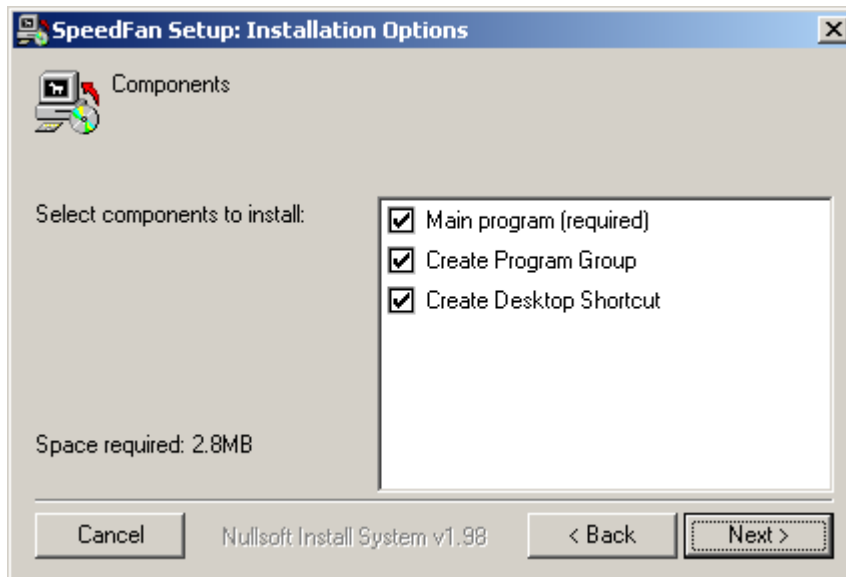 SpeedFan Setup: Installation Options
Components
Select components to install:
Main program (required)
Create Program Group
Create Desktop Shortcut
Space required: 2.8MB
Cancel
Nullsoft Install System v1.98
< Back
Next >